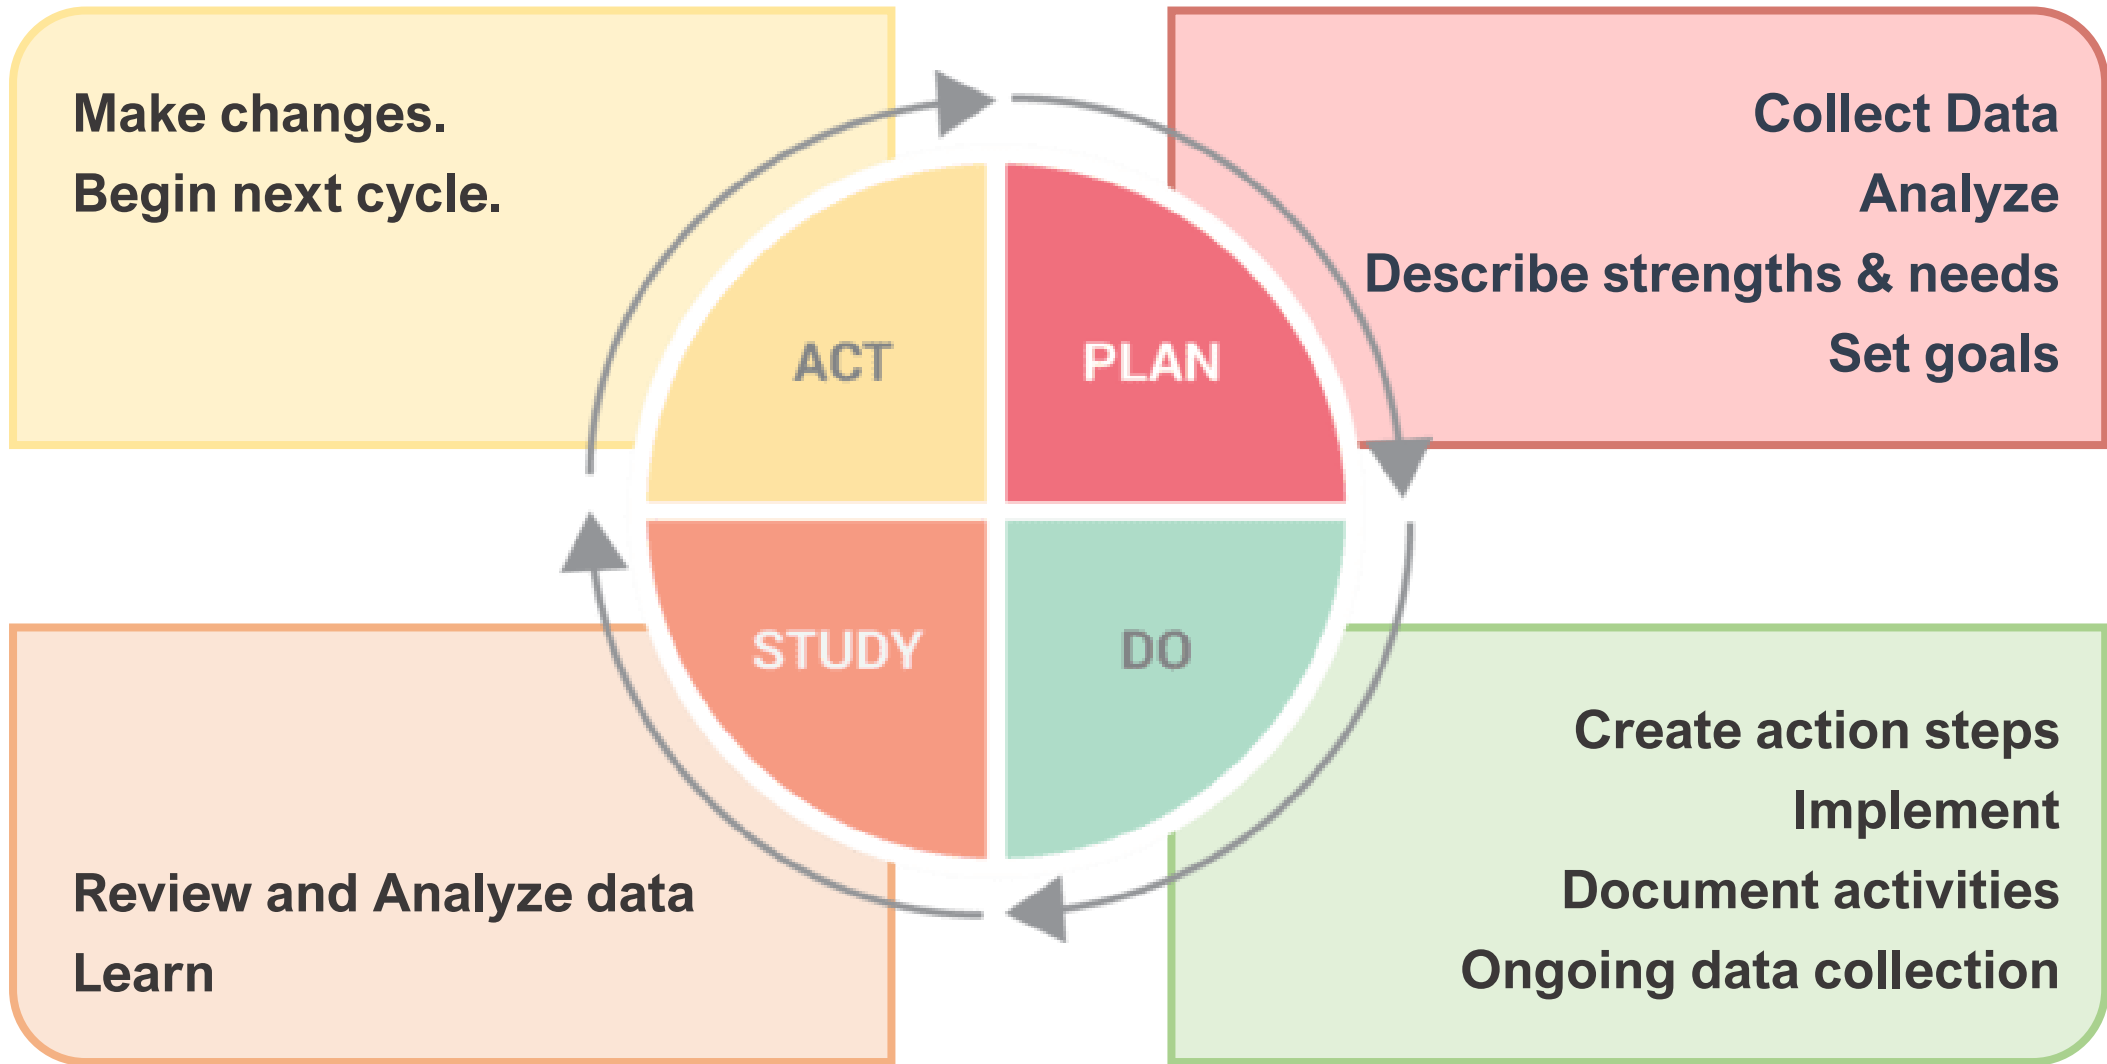 Make changes.
Begin next cycle.
Collect Data
Analyze
Describe strengths & needs
Set goals
ACT
PLAN
STUDY
DO
Review and Analyze data
Learn
Create action steps
Implement
Document activities
Ongoing data collection